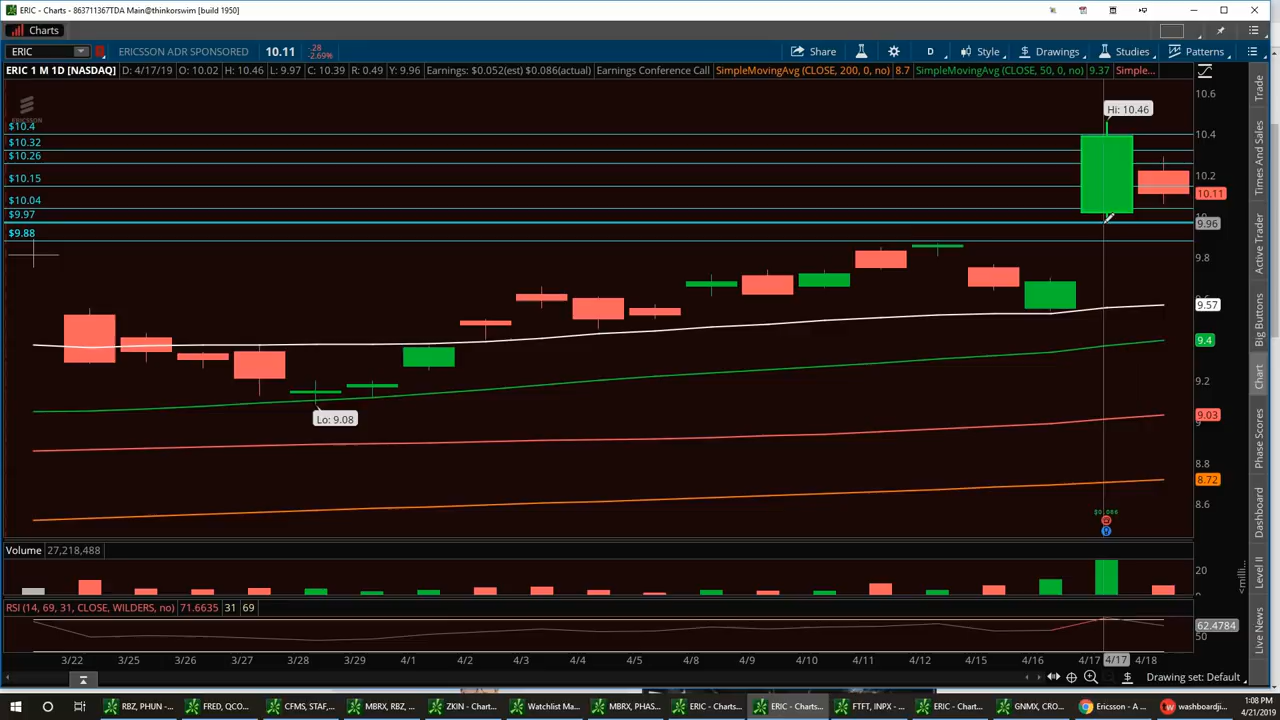 ERIC - Charts - 863711367TDA Main@thinkorswim [build 1950]
Charts
ERIC
ERICSSON ADR SPONSORED
10.11
-.28
-2.69%
Share
D
Style
Drawings
Studies
Patterns
ERIC 1 M 1D [NASDAQ]
D: 4/17/19
O: 10.02
H: 10.46
L: 9.97
C: 10.39
R: 0.49
Y: 9.96
Earnings: $0.052(est) $0.086(actual)
Earnings Conference Call
SimpleMovingAvg (CLOSE, 200, 0, no)
8.7
SimpleMovingAvg (CLOSE, 50, 0, no)
9.37
Simple...
ERICSSON
$10.4
$10.32
$10.26
$10.15
$10.04
$9.97
$9.88
Hi: 10.46
Lo: 9.08
$0.086
10.6
10.4
10.2
10.11
9.96
9.8
9.57
9.4
9.2
9.03
9
8.8
8.72
8.6
Volume
27,218,488
20
RSI (14, 69, 31, CLOSE, WILDERS, no)
71.6635
31
69
62.4784
50
3/22
3/25
3/26
3/27
3/28
3/29
4/1
4/2
4/3
4/4
4/5
4/8
4/9
4/10
4/11
4/12
4/15
4/16
4/17
4/17
4/18
Drawing set: Default
Trade
Times And Sales
Active Trader
Big Buttons
Chart
Phase Scores
Dashboard
Level II
Live News
RBZ, PHUN - ...
FRED, QCO...
CFMS, STAF,...
MBRX, RBZ, ...
ZKIN - Charts...
Watchlist Ma...
MBRX, PHAS...
ERIC - Chart...
ERIC - Charts...
FTFT, INPX - ...
ERIC - Chart...
GNMX, CRO...
Ericsson - A ...
washboardji...
1:08 PM
4/21/2019